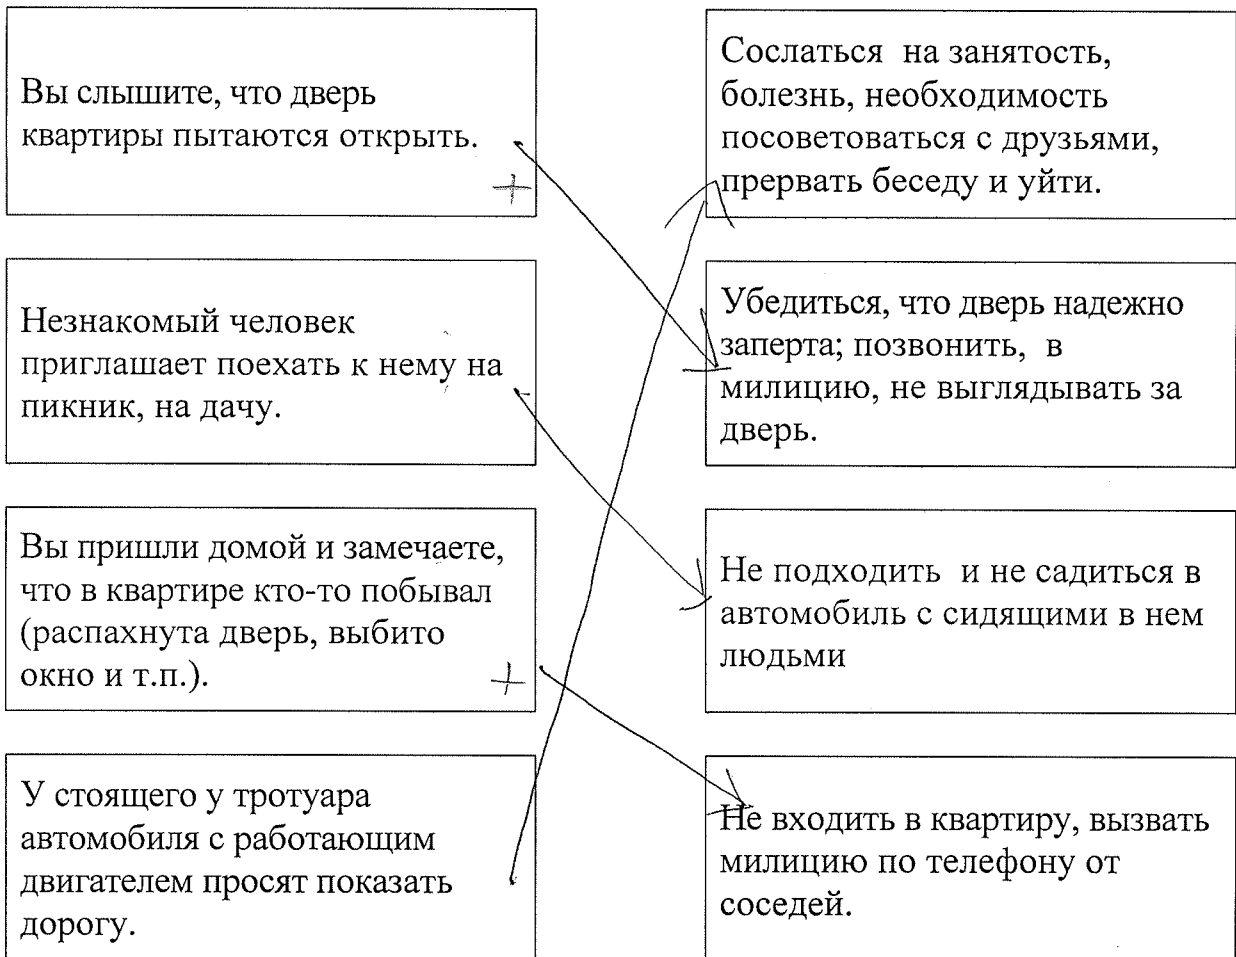 Вы слышите, что дверь
квартиры пытаются открыть.
+
Сослаться на занятость,
болезнь, необходимость
посоветоваться с друзьями,
прервать беседу и уйти.
Незнакомый человек
приглашает поехать к нему на
пикник, на дачу.
Убедиться, что дверь надежно
заперта; позвонить, в
милицию, не выглядывать за
дверь.
Вы пришли домой и замечаете,
что в квартире кто-то побывал
(распахнута дверь, выбито
окно и т.п.).
+
Не подходить и не садиться в
автомобиль с сидящими в нем
людьми
У стоящего у тротуара
автомобиля с работающим
двигателем просят показать
дорогу.
Не входить в квартиру, вызвать
милицию по телефону от
соседей.